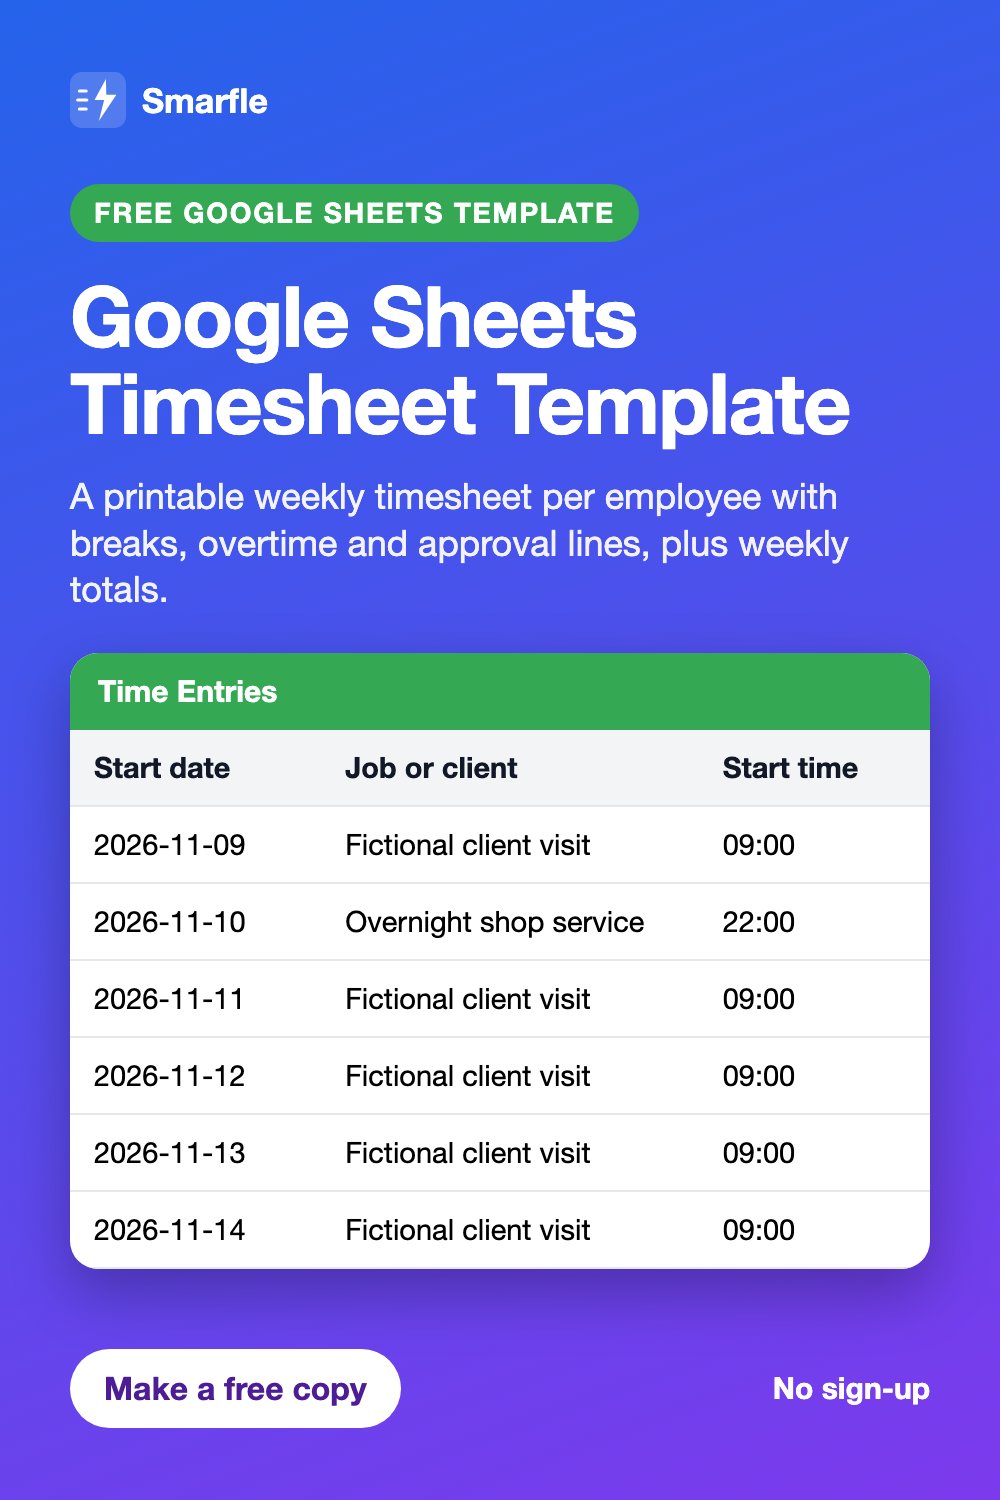 Smarfle
FREE GOOGLE SHEETS TEMPLATE
Google Sheets
Timesheet Template
A printable weekly timesheet per employee with
breaks, overtime and approval lines, plus weekly
totals.
Time Entries
Start date Job or client Start time
2026-11-09 Fictional client visit 09:00
2026-11-10 Overnight shop service 22:00
2026-11-11 Fictional client visit 09:00
2026-11-12 Fictional client visit 09:00
2026-11-13 Fictional client visit 09:00
2026-11-14 Fictional client visit 09:00
Make a free copy No sign-up